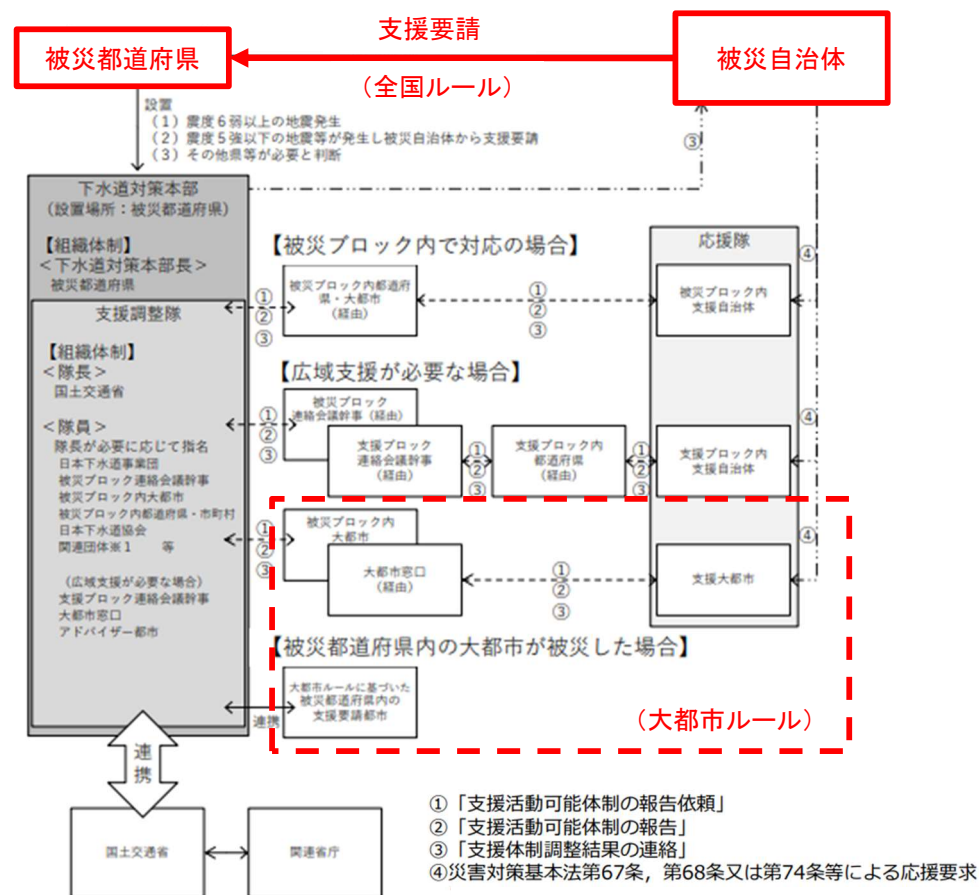 支援要請
被災都道府県
被災自治体
（全国ルール）
設置
（１）震度６弱以上の地震発生
（２）震度５強以下の地震等が発生し被災自治体から支援要請
（３）その他県等が必要と判断
③
下水道対策本部
（設置場所：被災都道府県）
【組織体制】
＜下水道対策本部長＞
被災都道府県
【被災ブロック内で対応の場合】
応援隊
④
支援調整隊
【組織体制】
＜隊長＞
国土交通省
＜隊員＞
隊長が必要に応じて指名
日本下水道事業団
被災ブロック連絡会議幹事
被災ブロック内大都市
被災ブロック内都道府県・市町村
日本下水道協会
関連団体※１　等
（広域支援が必要な場合）
支援ブロック連絡会議幹事
大都市窓口
アドバイザー都市
①
②
③
被災ブロック内都道府
県・大都市
（経由）
①
②
③
被災ブロック内
支援自治体
【広域支援が必要な場合】
①
②
③
被災ブロック
連絡会議幹事（経由）
支援ブロック
連絡会議幹事
（経由）
①
②
③
支援ブロック内
都道府県
（経由）
①
②
③
支援ブロック内
支援自治体
④
①
②
③
被災ブロック内
大都市
大都市窓口
（経由）
①
②
③
支援大都市
④
【被災都道府県内の大都市が被災した場合】
連携
大都市ルールに基づいた
被災都道府県内の
支援要請都市
（大都市ルール）
連携
国土交通省
関連省庁
①「支援活動可能体制の報告依頼」
②「支援活動可能体制の報告」
③「支援体制調整結果の連絡」
④災害対策基本法第67条，第68条又は第74条等による応援要求